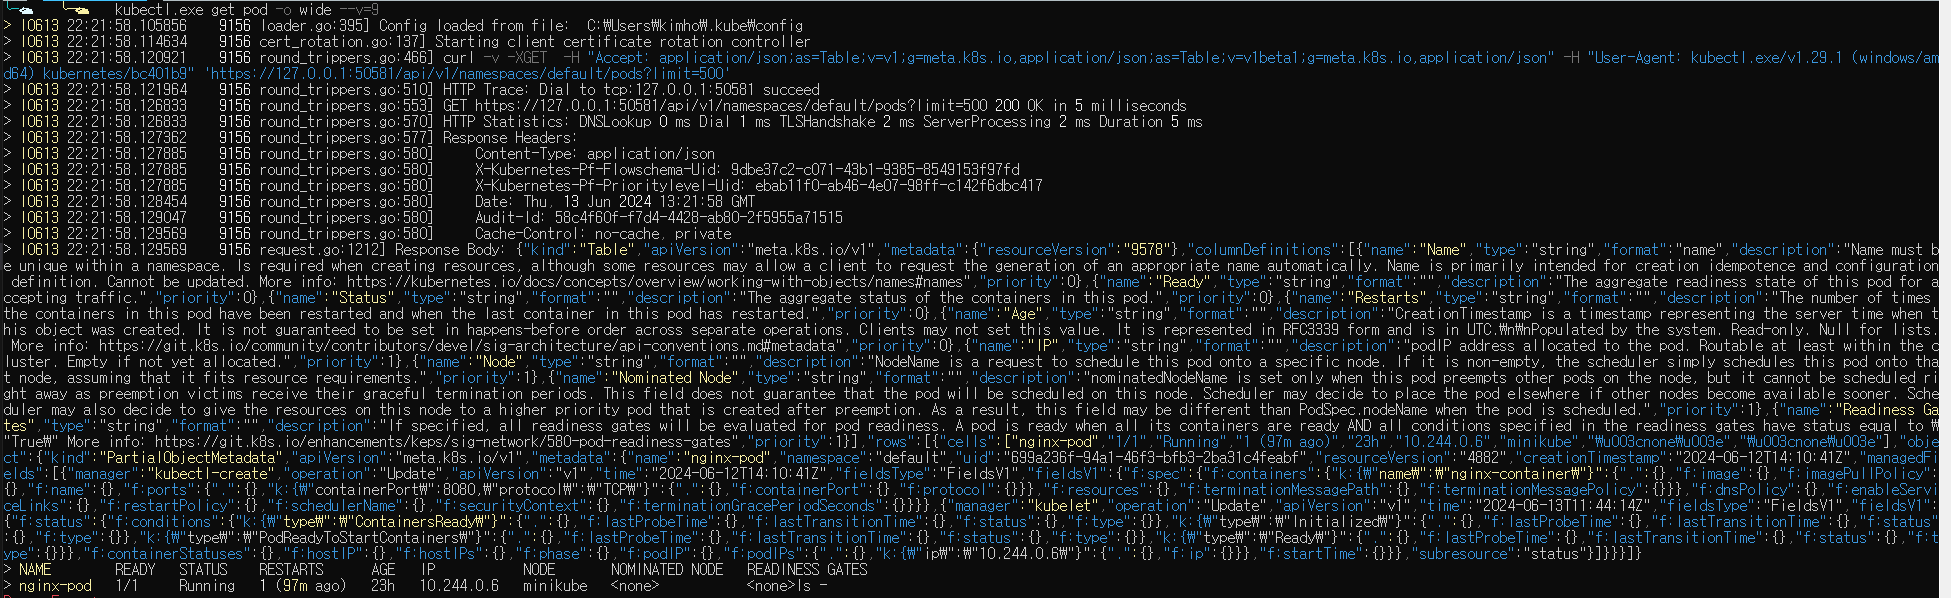 kubectl.exe get pod -o wide --v=9
> I0613 22:21:58.105856    9156 loader.go:395] Config loaded from file:  C:₩Users₩kimho₩.kube₩config
> I0613 22:21:58.114634    9156 cert_rotation.go:137] Starting client certificate rotation controller
> I0613 22:21:58.120921    9156 round_trippers.go:466] curl -v -XGET  -H "Accept: application/json;as=Table;v=v1;g=meta.k8s.io,application/json;as=Table;v=v1beta1;g=meta.k8s.io,application/json" -H "User-Agent: kubectl.exe/v1.29.1 (windows/am
d64) kubernetes/bc401b9" 'https://127.0.0.1:50581/api/v1/namespaces/default/pods?limit=500'
> I0613 22:21:58.121964    9156 round_trippers.go:510] HTTP Trace: Dial to tcp:127.0.0.1:50581 succeed
> I0613 22:21:58.126833    9156 round_trippers.go:553] GET https://127.0.0.1:50581/api/v1/namespaces/default/pods?limit=500 200 OK in 5 milliseconds
> I0613 22:21:58.126833    9156 round_trippers.go:570] HTTP Statistics: DNSLookup 0 ms Dial 1 ms TLSHandshake 2 ms ServerProcessing 2 ms Duration 5 ms
> I0613 22:21:58.127362    9156 round_trippers.go:577] Response Headers:
> I0613 22:21:58.127885    9156 round_trippers.go:580]     Content-Type: application/json
> I0613 22:21:58.127885    9156 round_trippers.go:580]     X-Kubernetes-Pf-Flowschema-Uid: 9dbe37c2-c071-43b1-9385-8549153f97fd
> I0613 22:21:58.127885    9156 round_trippers.go:580]     X-Kubernetes-Pf-Prioritylevel-Uid: ebab11f0-ab46-4e07-98ff-c142f6dbc417
> I0613 22:21:58.128454    9156 round_trippers.go:580]     Date: Thu, 13 Jun 2024 13:21:58 GMT
> I0613 22:21:58.129047    9156 round_trippers.go:580]     Audit-Id: 58c4f60f-f7d4-4428-ab80-2f5955a71515
> I0613 22:21:58.129569    9156 round_trippers.go:580]     Cache-Control: no-cache, private
> I0613 22:21:58.129569    9156 request.go:1212] Response Body: {"kind":"Table","apiVersion":"meta.k8s.io/v1","metadata":{"resourceVersion":"9578"},"columnDefinitions":[{"name":"Name","type":"string","format":"name","description":"Name must b
e unique within a namespace. Is required when creating resources, although some resources may allow a client to request the generation of an appropriate name automatically. Name is primarily intended for creation idempotence and configuration
 definition. Cannot be updated. More info: https://kubernetes.io/docs/concepts/overview/working-with-objects/names#names","priority":0},{"name":"Ready","type":"string","format":"","description":"The aggregate readiness state of this pod for a
ccepting traffic.","priority":0},{"name":"Status","type":"string","format":"","description":"The aggregate status of the containers in this pod.","priority":0},{"name":"Restarts","type":"string","format":"","description":"The number of times
the containers in this pod have been restarted and when the last container in this pod has restarted.","priority":0},{"name":"Age","type":"string","format":"","description":"CreationTimestamp is a timestamp representing the server time when t
his object was created. It is not guaranteed to be set in happens-before order across separate operations. Clients may not set this value. It is represented in RFC3339 form and is in UTC.₩n₩nPopulated by the system. Read-only. Null for lists.
 More info: https://git.k8s.io/community/contributors/devel/sig-architecture/api-conventions.md#metadata","priority":0},{"name":"IP","type":"string","format":"","description":"podIP address allocated to the pod. Routable at least within the c
luster. Empty if not yet allocated.","priority":1},{"name":"Node","type":"string","format":"","description":"NodeName is a request to schedule this pod onto a specific node. If it is non-empty, the scheduler simply schedules this pod onto tha
t node, assuming that it fits resource requirements.","priority":1},{"name":"Nominated Node","type":"string","format":"","description":"nominatedNodeName is set only when this pod preempts other pods on the node, but it cannot be scheduled ri
ght away as preemption victims receive their graceful termination periods. This field does not guarantee that the pod will be scheduled on this node. Scheduler may decide to place the pod elsewhere if other nodes become available sooner. Sche
duler may also decide to give the resources on this node to a higher priority pod that is created after preemption. As a result, this field may be different than PodSpec.nodeName when the pod is scheduled.","priority":1},{"name":"Readiness Ga
tes","type":"string","format":"","description":"If specified, all readiness gates will be evaluated for pod readiness. A pod is ready when all its containers are ready AND all conditions specified in the readiness gates have status equal to ₩
"True₩" More info: https://git.k8s.io/enhancements/keps/sig-network/580-pod-readiness-gates","priority":1}],"rows":[{"cells":["nginx-pod","1/1","Running","1 (97m ago)","23h","10.244.0.6","minikube","₩u003cnone₩u003e","₩u003cnone₩u003e"],"obje
ct":{"kind":"PartialObjectMetadata","apiVersion":"meta.k8s.io/v1","metadata":{"name":"nginx-pod","namespace":"default","uid":"699a236f-94a1-46f3-bfb3-2ba31c4feabf","resourceVersion":"4882","creationTimestamp":"2024-06-12T14:10:41Z","managedFi
elds":[{"manager":"kubectl-create","operation":"Update","apiVersion":"v1","time":"2024-06-12T14:10:41Z","fieldsType":"FieldsV1","fieldsV1":{"f:spec":{"f:containers":{"k:{₩"name₩":₩"nginx-container₩"}":{".":{},"f:image":{},"f:imagePullPolicy":
{},"f:name":{},"f:ports":{".":{},"k:{₩"containerPort₩":8080,₩"protocol₩":₩"TCP₩"}":{".":{},"f:containerPort":{},"f:protocol":{}}},"f:resources":{},"f:terminationMessagePath":{},"f:terminationMessagePolicy":{}}},"f:dnsPolicy":{},"f:enableServi
ceLinks":{},"f:restartPolicy":{},"f:schedulerName":{},"f:securityContext":{},"f:terminationGracePeriodSeconds":{}}}},{"manager":"kubelet","operation":"Update","apiVersion":"v1","time":"2024-06-13T11:44:14Z","fieldsType":"FieldsV1","fieldsV1":
{"f:status":{"f:conditions":{"k:{₩"type₩":₩"ContainersReady₩"}":{".":{},"f:lastProbeTime":{},"f:lastTransitionTime":{},"f:status":{},"f:type":{}},"k:{₩"type₩":₩"Initialized₩"}":{".":{},"f:lastProbeTime":{},"f:lastTransitionTime":{},"f:status"
:{},"f:type":{}},"k:{₩"type₩":₩"PodReadyToStartContainers₩"}":{".":{},"f:lastProbeTime":{},"f:lastTransitionTime":{},"f:status":{},"f:type":{}},"k:{₩"type₩":₩"Ready₩"}":{".":{},"f:lastProbeTime":{},"f:lastTransitionTime":{},"f:status":{},"f:t
ype":{}}},"f:containerStatuses":{},"f:hostIP":{},"f:hostIPs":{},"f:phase":{},"f:podIP":{},"f:podIPs":{".":{},"k:{₩"ip₩":₩"10.244.0.6₩"}":{".":{},"f:ip":{}}},"f:startTime":{}}},"subresource":"status"}]}}]}
> NAME        READY   STATUS    RESTARTS      AGE   IP           NODE       NOMINATED NODE   READINESS GATES
> nginx-pod   1/1     Running   1 (97m ago)   23h   10.244.0.6   minikube   <none>           <none>ls -